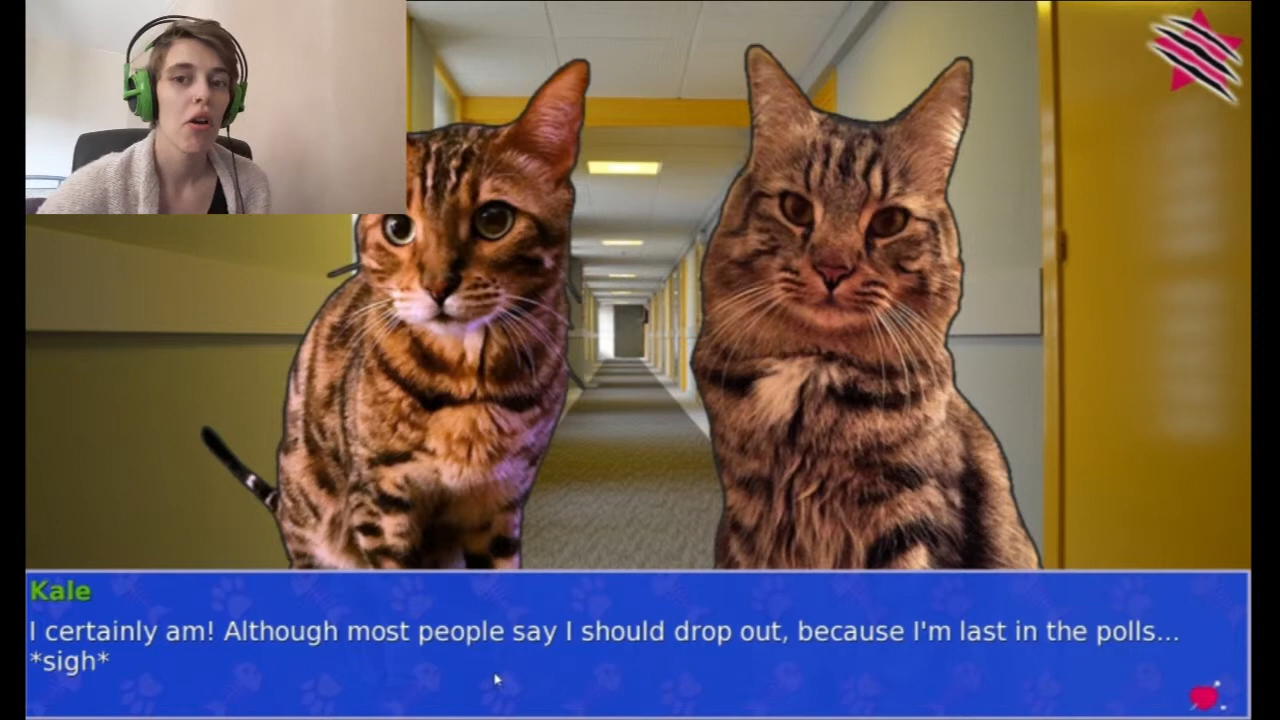 Kale
I certainly am! Although most people say I should drop out, because I'm last in the polls...
*sigh*